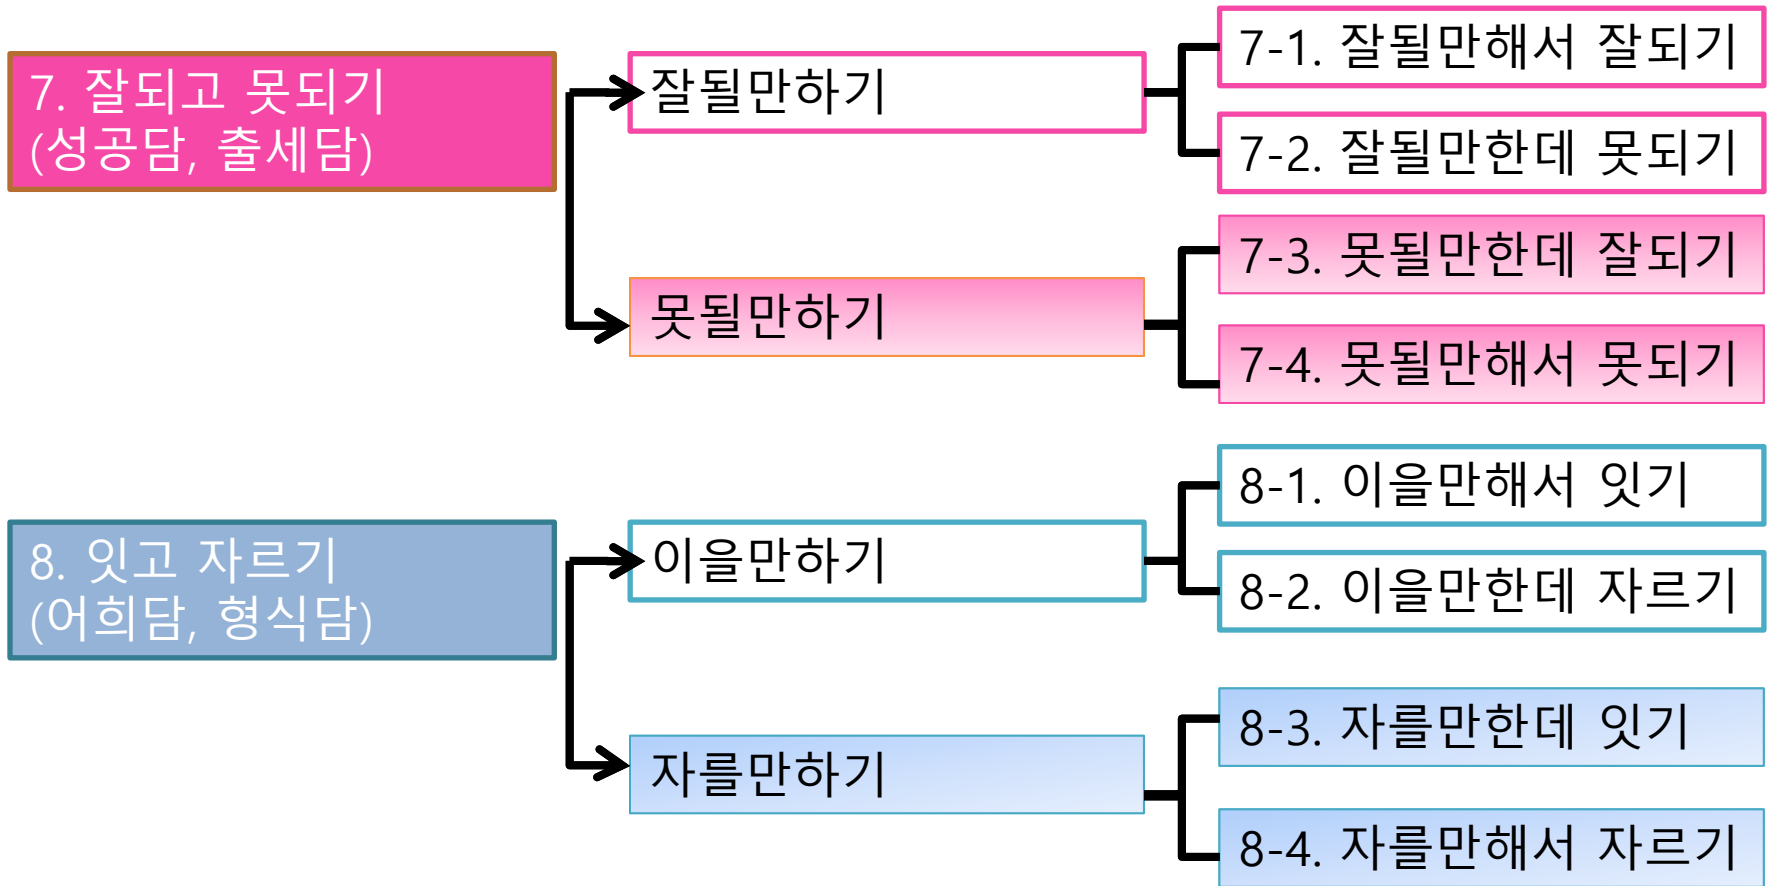 7. 잘되고 못되기
(성공담, 출세담)
잘될만하기
7-1. 잘될만해서 잘되기
7-2. 잘될만한데 못되기
못될만하기
7-3. 못될만한데 잘되기
7-4. 못될만해서 못되기
8. 잇고 자르기
(어희담, 형식담)
이을만하기
8-1. 이을만해서 잇기
8-2. 이을만한데 자르기
자를만하기
8-3. 자를만한데 잇기
8-4. 자를만해서 자르기